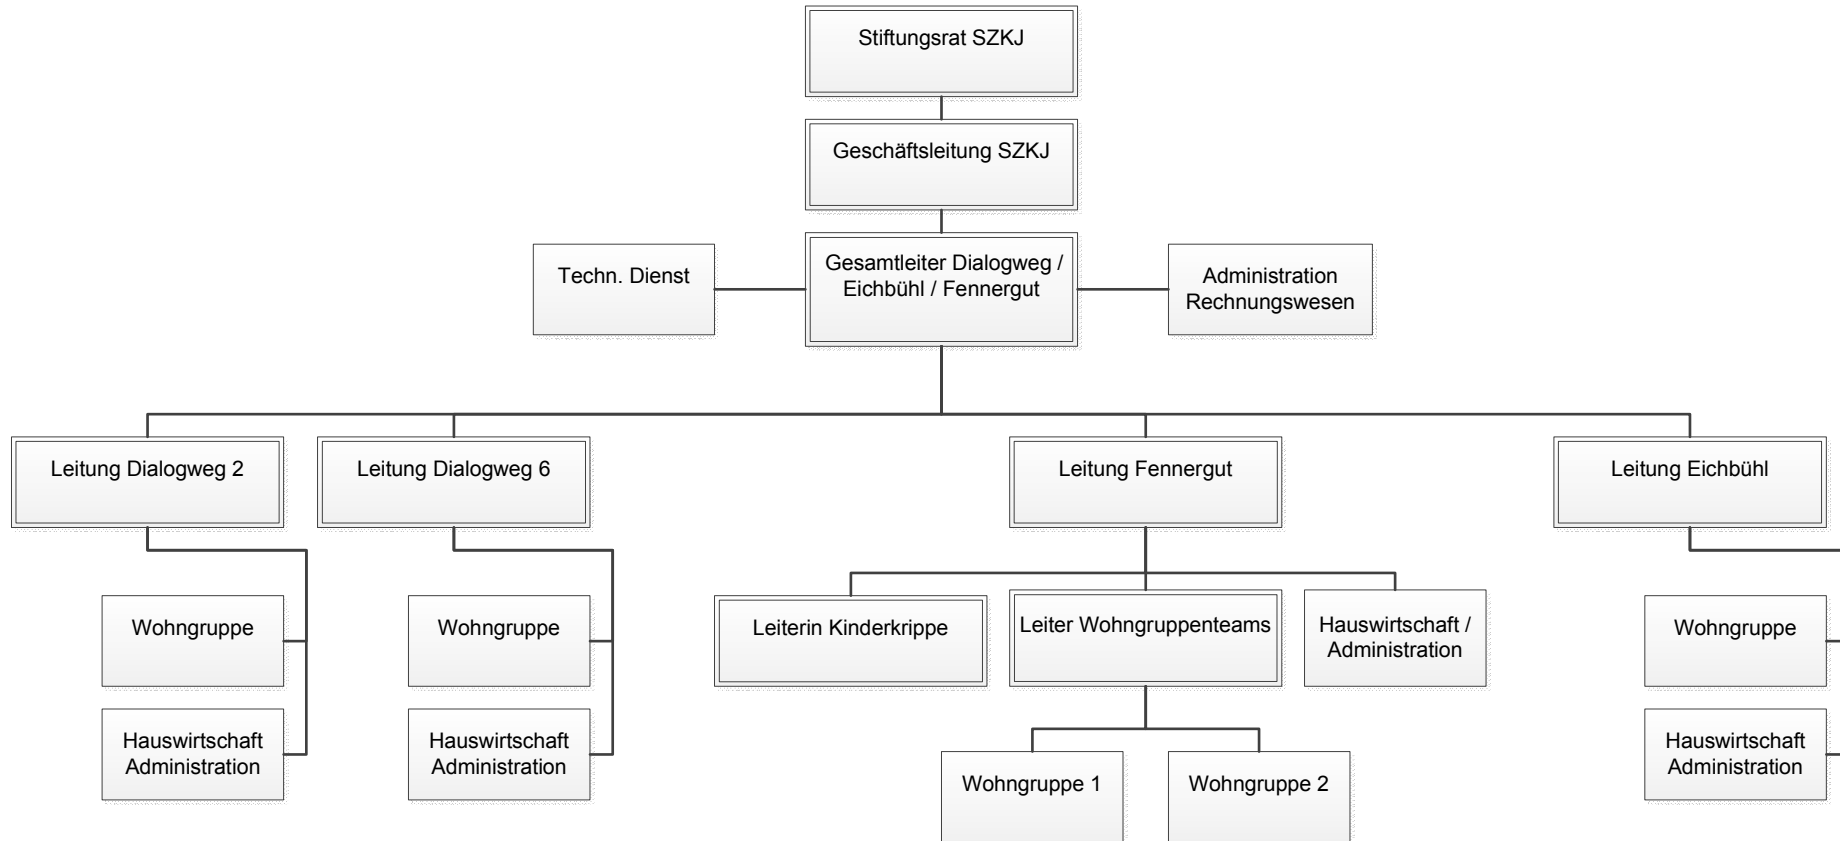 Stiftungsrat SZKJ
Geschäftsleitung SZKJ
Techn. Dienst
Gesamtleiter Dialogweg /
Eichbühl / Fennergut
Administration
Rechnungswesen
Leitung Dialogweg 2
Leitung Dialogweg 6
Leitung Fennergut
Leitung Eichbühl
Wohngruppe
Wohngruppe
Leiterin Kinderkrippe
Leiter Wohngruppenteams
Hauswirtschaft /
Administration
Wohngruppe
Hauswirtschaft
Administration
Hauswirtschaft
Administration
Wohngruppe 1
Wohngruppe 2
Hauswirtschaft
Administration